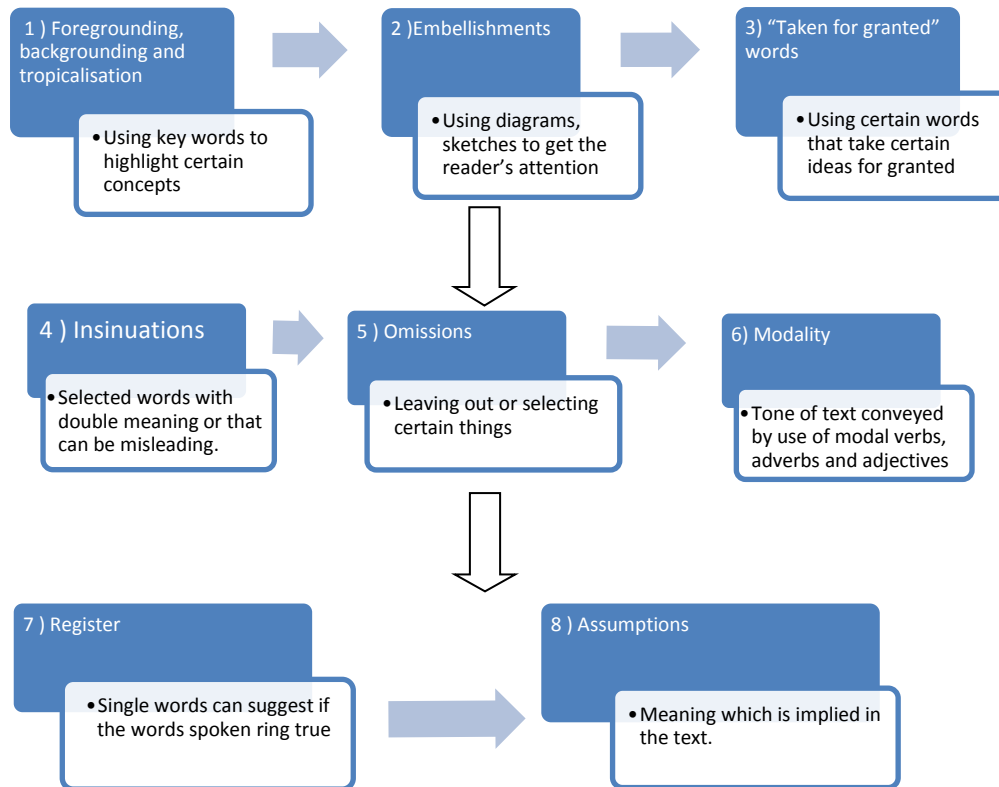 1 ) Foregrounding,
backgrounding and
tropicalisation
•Using key words to
highlight certain
concepts
2 )Embellishments
•Using diagrams,
sketches to get the
reader’s attention
3) “Taken for granted”
words
•Using certain words
that take certain
ideas for granted
4 ) Insinuations
•Selected words with
double meaning or that
can be misleading.
5 ) Omissions
•Leaving out or selecting
certain things
6) Modality
•Tone of text conveyed
by use of modal verbs,
adverbs and adjectives
7 ) Register
•Single words can suggest if
the words spoken ring true
8 ) Assumptions
•Meaning which is implied in
the text.